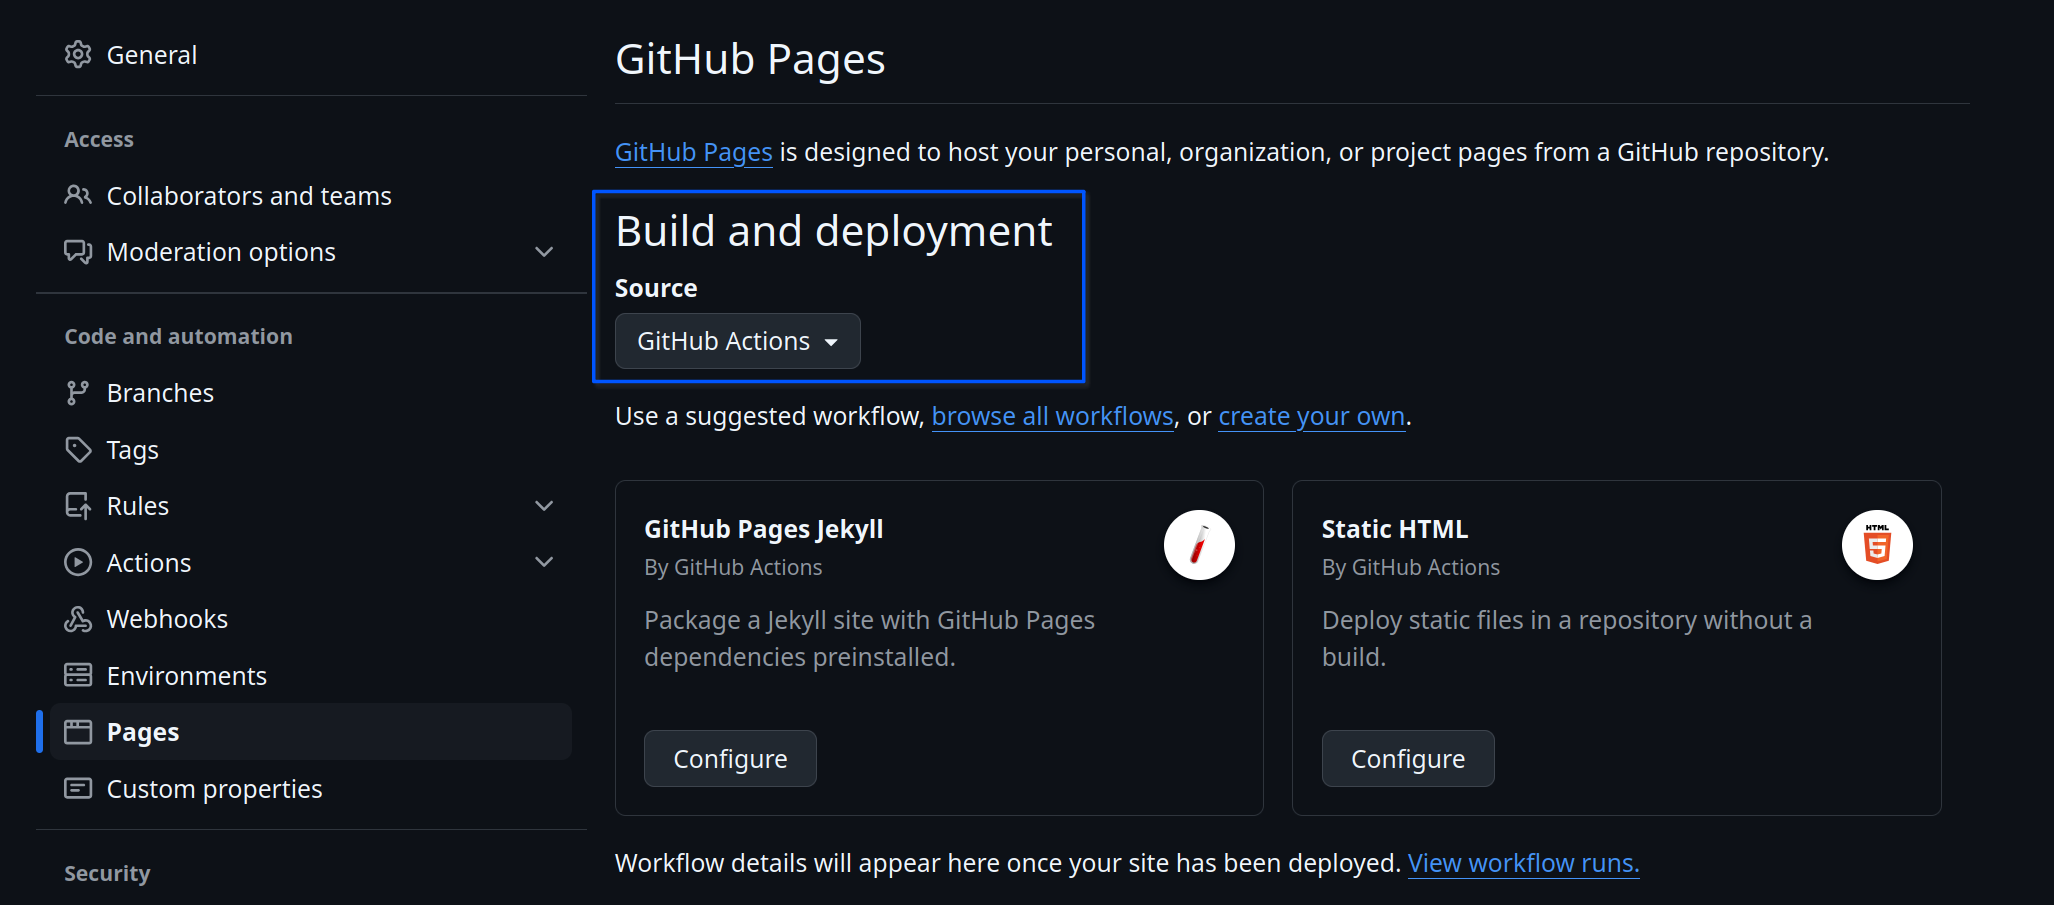 General
Access
Collaborators and teams
Moderation options
Code and automation
Branches
Tags
Rules
Actions
Webhooks
Environments
Pages
Custom properties
Security
GitHub Pages
GitHub Pages is designed to host your personal, organization, or project pages from a GitHub repository.
Build and deployment
Source
GitHub Actions
Use a suggested workflow, browse all workflows, or create your own.
GitHub Pages Jekyll
By GitHub Actions
Package a Jekyll site with GitHub Pages
dependencies preinstalled.
Configure
Static HTML
By GitHub Actions
HTML
5
Deploy static files in a repository without a
build.
Configure
Workflow details will appear here once your site has been deployed. View workflow runs.